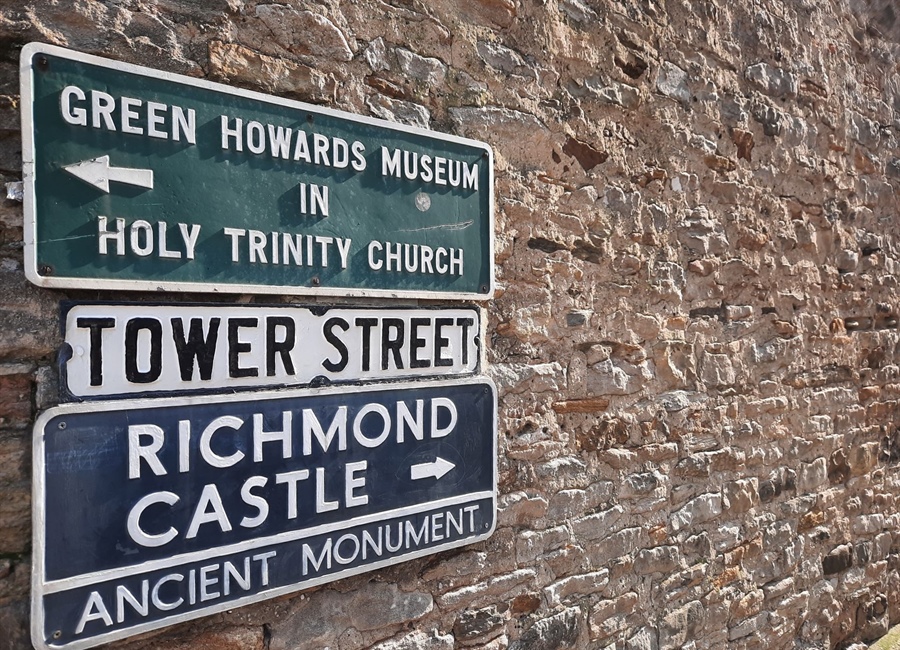 GREEN HOWARDS MUSEUM
IN
HOLY TRINITY CHURCH
TOWER STREET
RICHMOND
CASTLE
ANCIENT MONUMENT